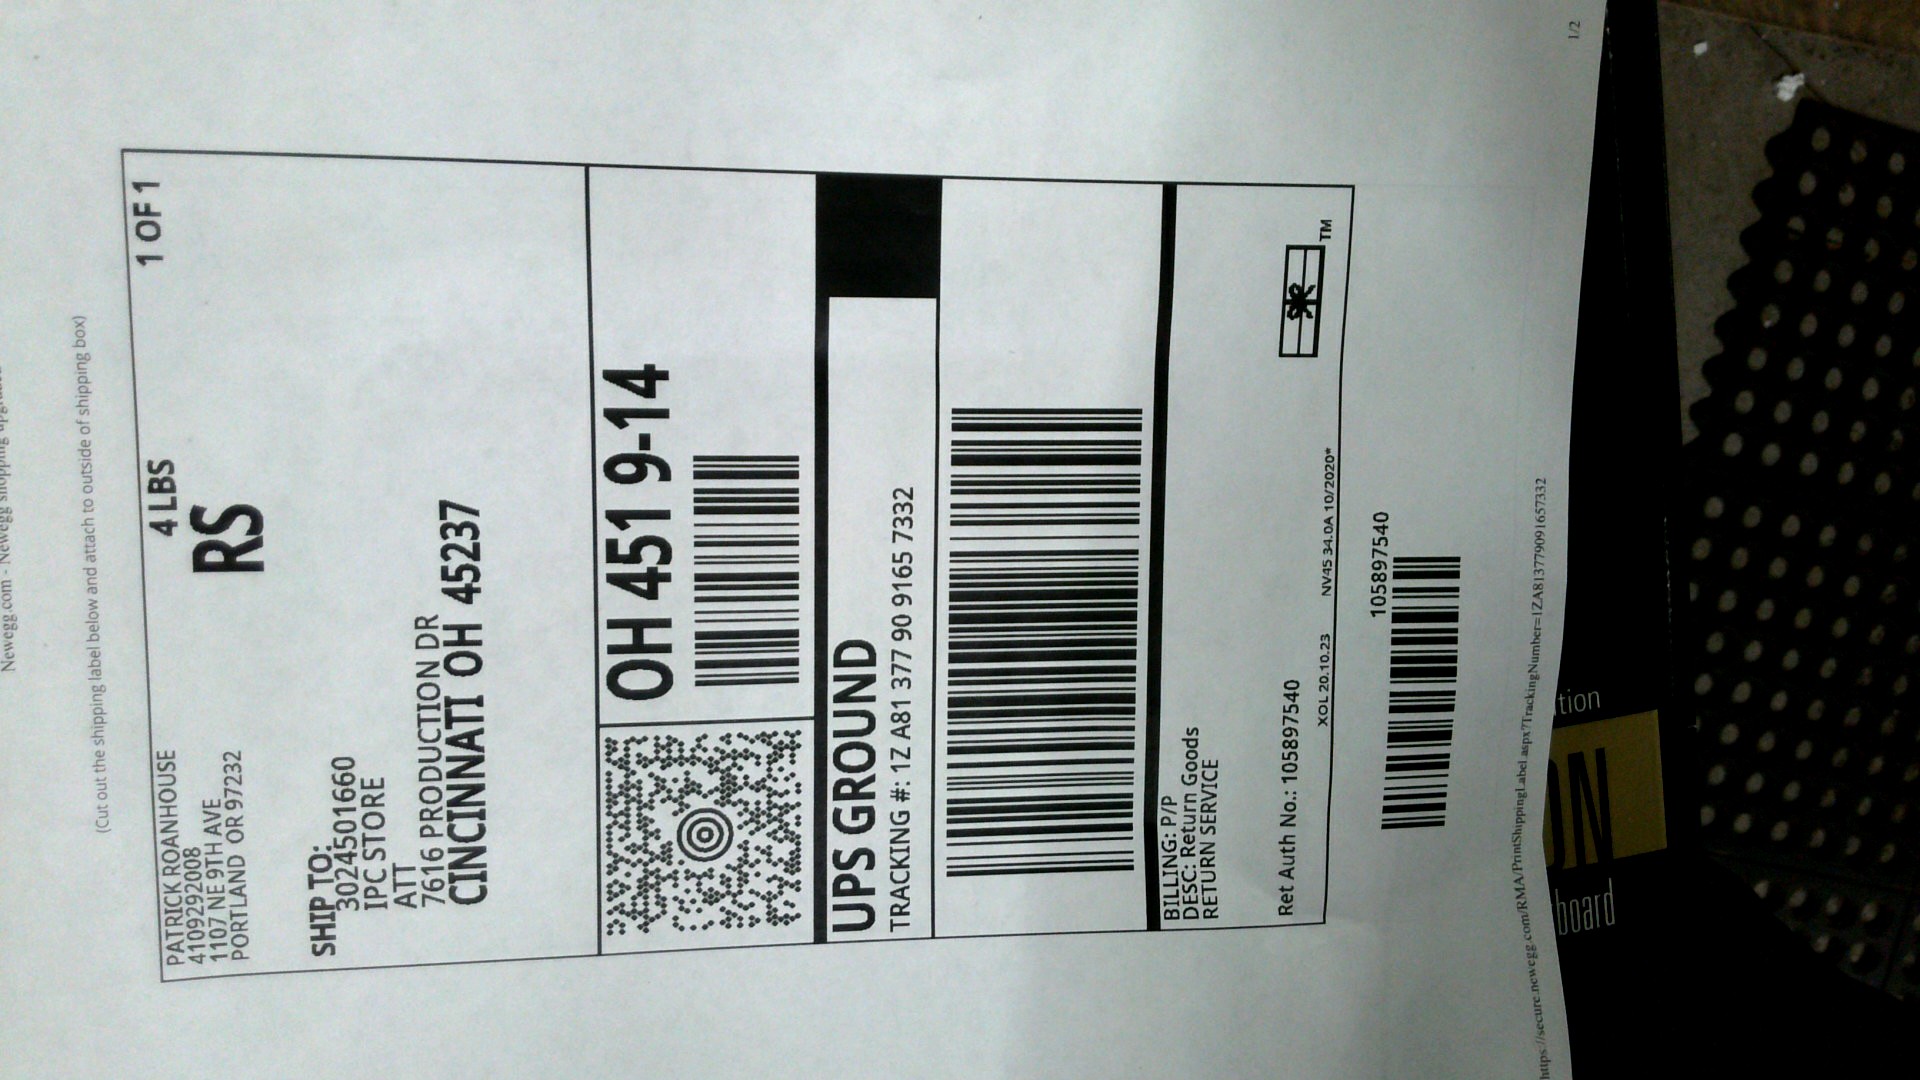 (Cut out the shipping label below and attach to outside of shipping box)
PATRICK ROANHOUSE
4109292008
1107 NE 9TH AVE
PORTLAND OR 97232
4 LBS
1 OF 1
RS
SHIP TO:
3024501660
IPC STORE
ATT
7616 PRODUCTION DR
CINCINNATI OH 45237
OH 451 9-14
UPS GROUND
TRACKING #: 1Z A81 377 90 9165 7332
BILLING: P/P
DESC: Return Goods
RETURN SERVICE
Ret Auth No.: 105897540
TM
XOL 20.10.23 NV45 34.0A 10/2020*
105897540
https://secure.newegg.com/RMA/PrintShippingLabel.aspx?TrackingNumber=1ZA813779091657332
1/2
Newegg.com - Newegg shopping
tion
ON
board